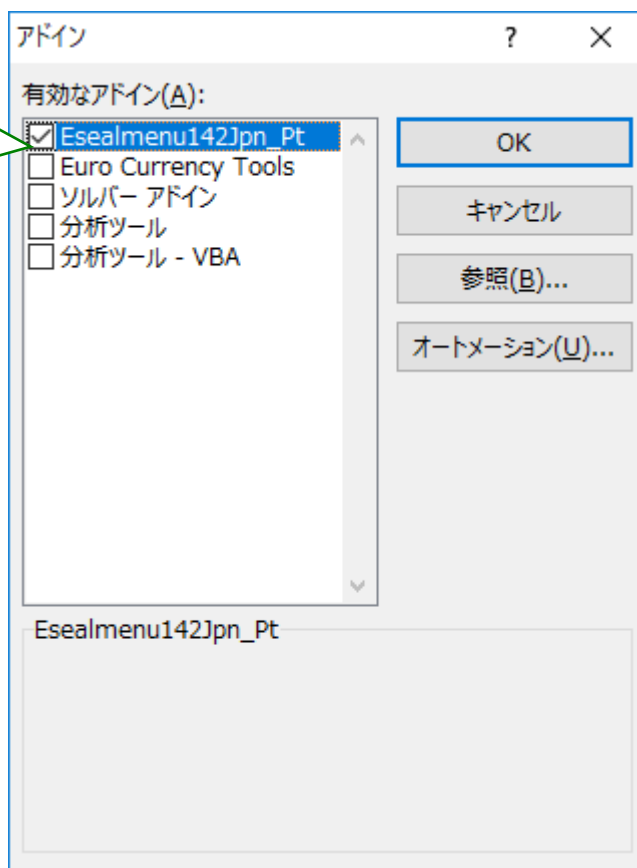 アドイン
?
有効なアドイン(A):
Esealmenu142Jpn_Pt
Euro Currency Tools
ソルバー アドイン
分析ツール
分析ツール - VBA
OK
キャンセル
参照(B)...
オートメーション(U)...
Esealmenu142Jpn_Pt